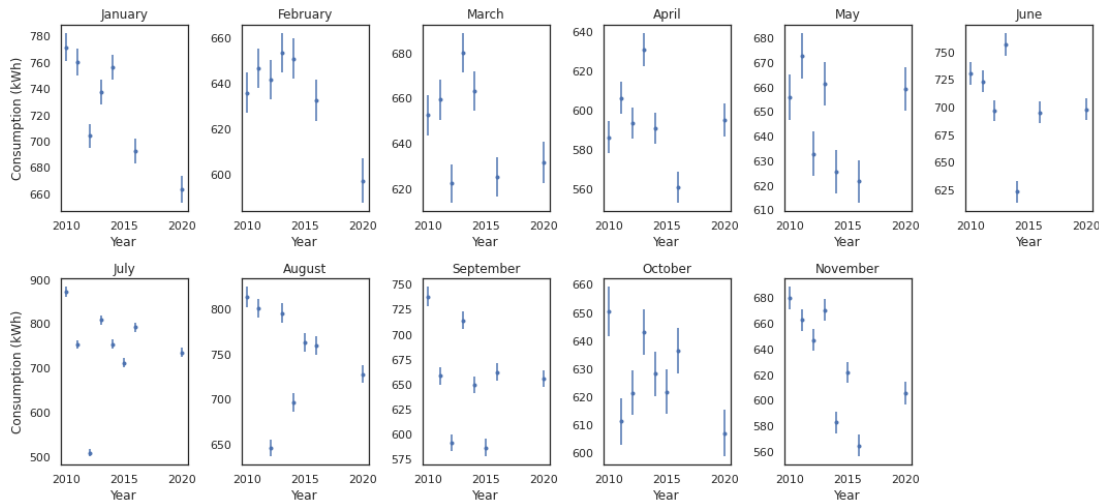 January
February
March
April
May
June
Consumption (kWh)
780
760
740
720
700
680
660
660
640
620
600
680
660
640
620
640
620
600
580
560
680
670
660
650
640
630
620
610
750
725
700
675
650
625
2010 2015 2020
2010 2015 2020
2010 2015 2020
2010 2015 2020
2010 2015 2020
2010 2015 2020
Year
Year
Year
Year
Year
Year
July
August
September
October
November
Consumption (kWh)
900
800
700
600
500
800
750
700
650
750
725
700
675
650
625
600
575
660
650
640
630
620
610
600
680
660
640
620
600
580
560
2010 2015 2020
2010 2015 2020
2010 2015 2020
2010 2015 2020
2010 2015 2020
Year
Year
Year
Year
Year